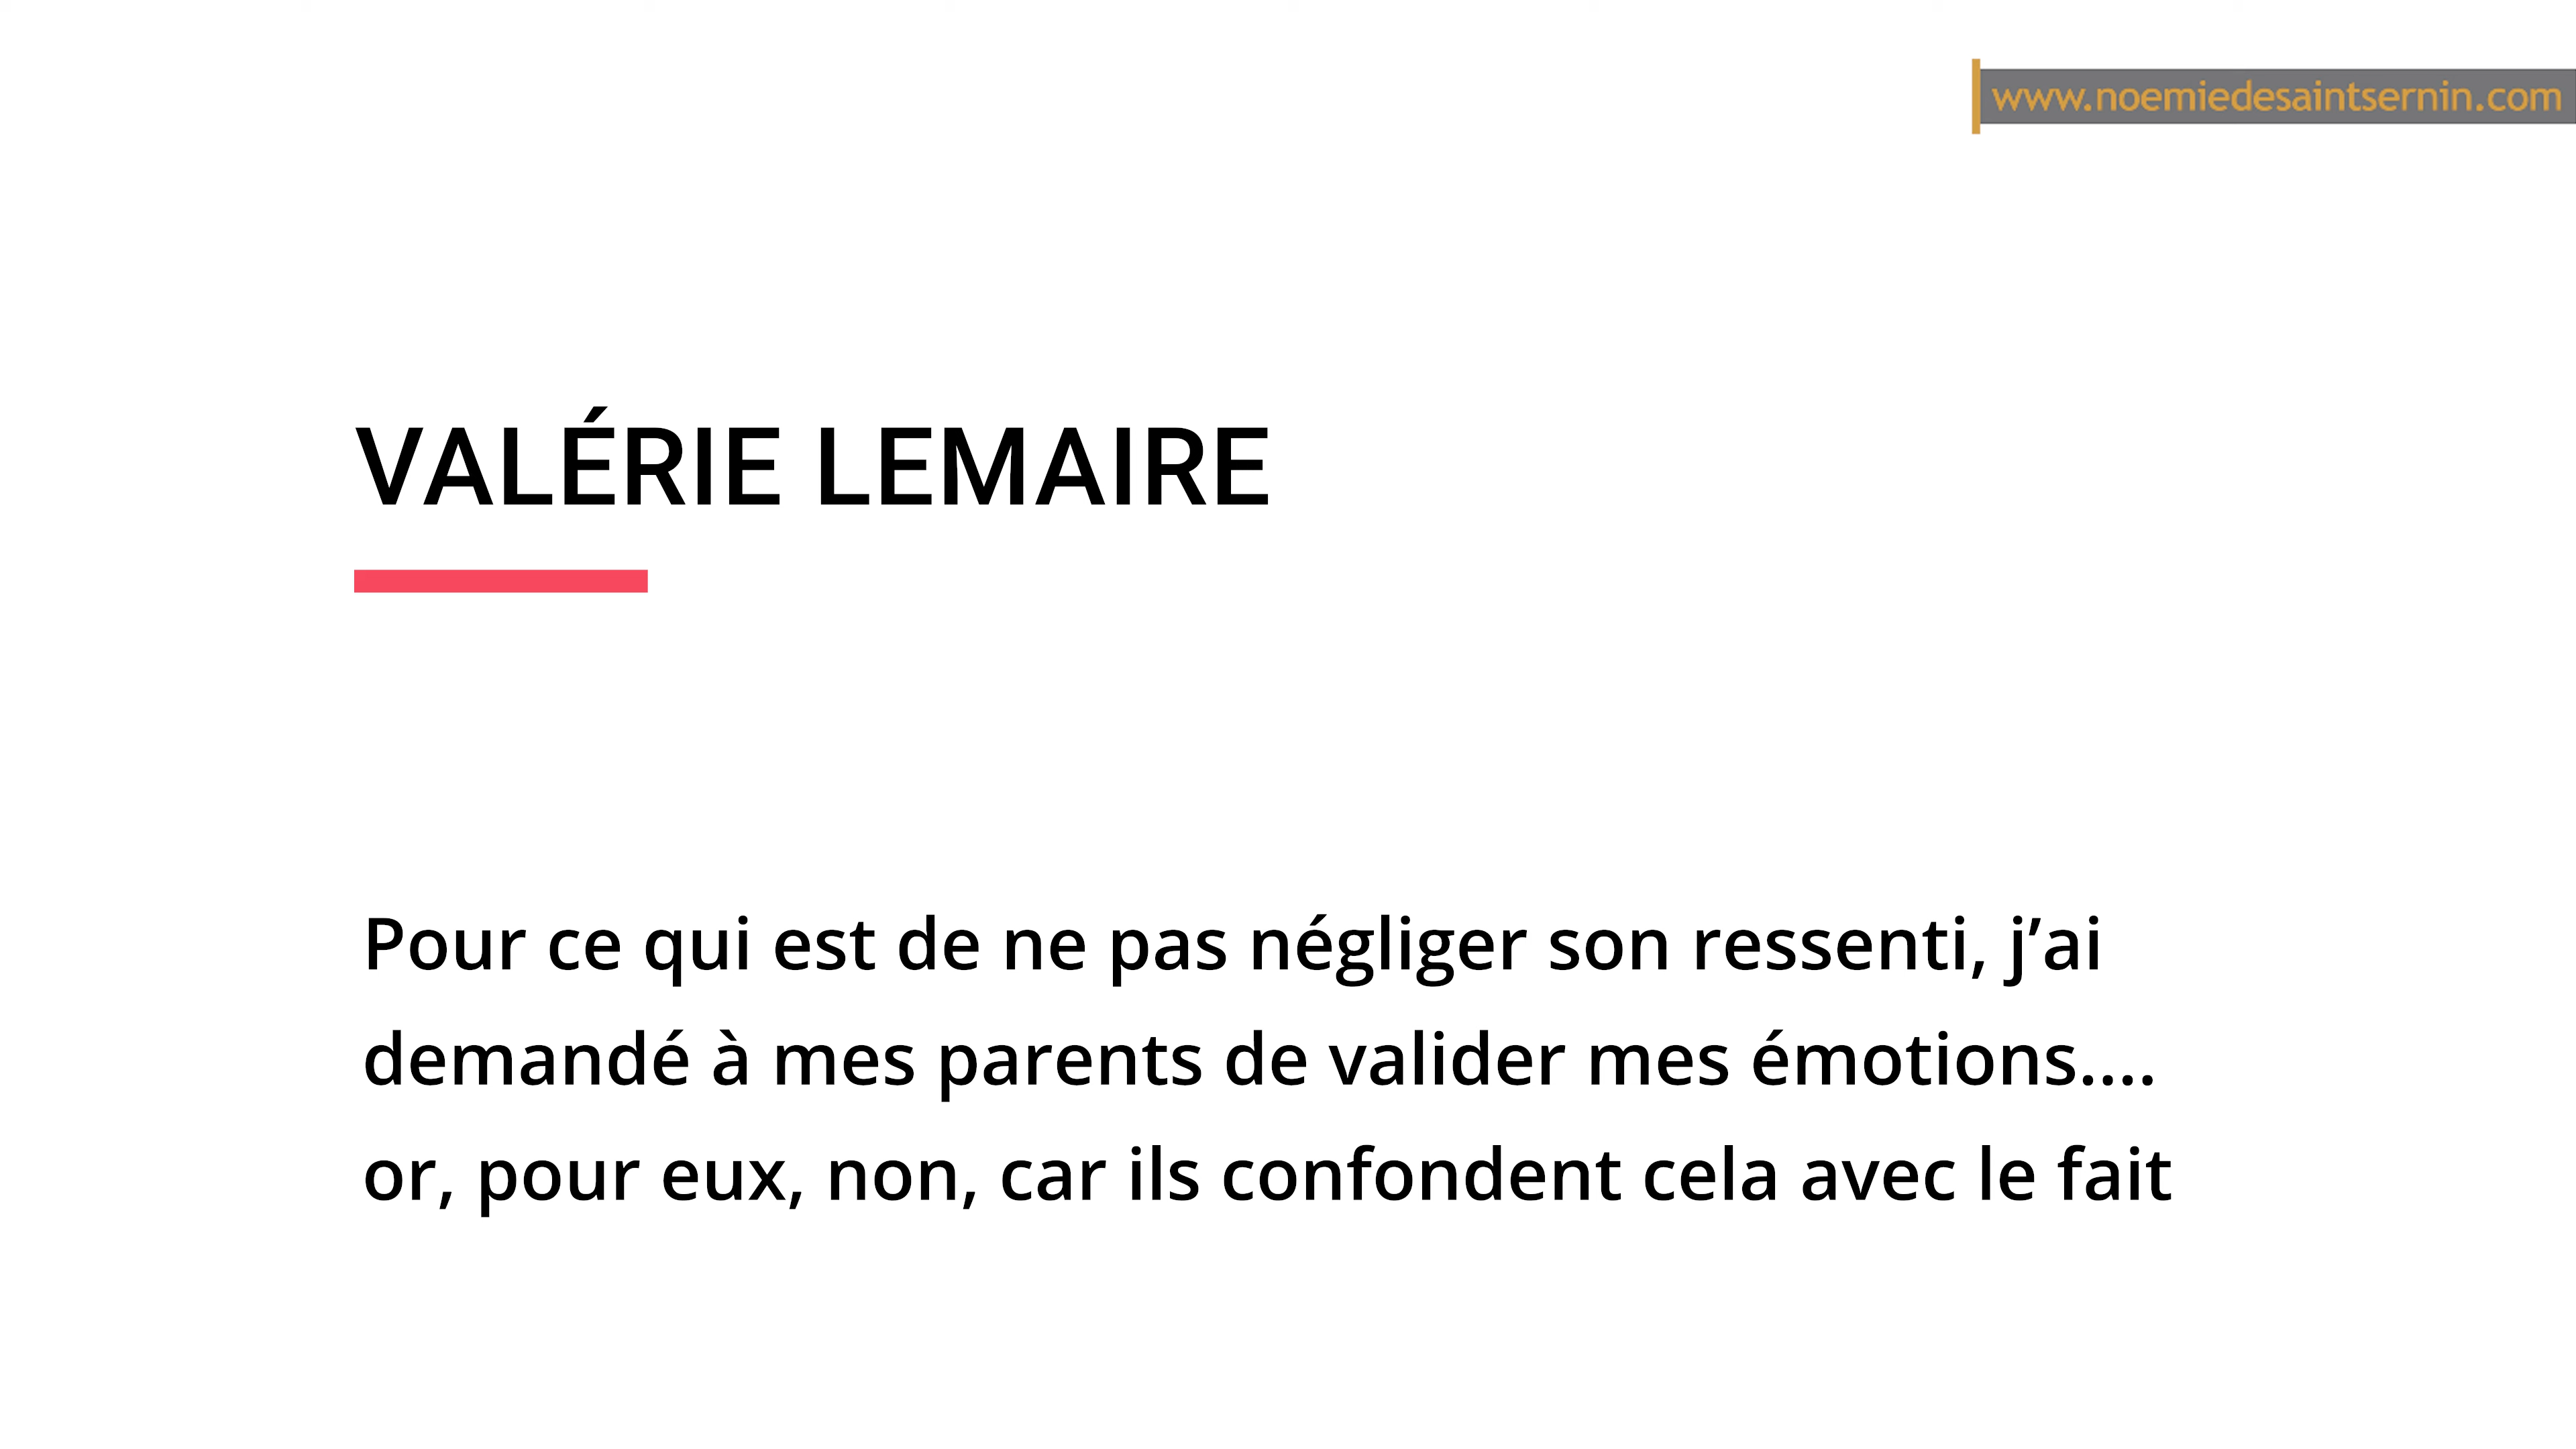 www.noemiedesaintsernin.com
VALÉRIE LEMAIRE
Pour ce qui est de ne pas négliger son ressenti, j’ai
demandé à mes parents de valider mes émotions....
or, pour eux, non, car ils confondent cela avec le fait